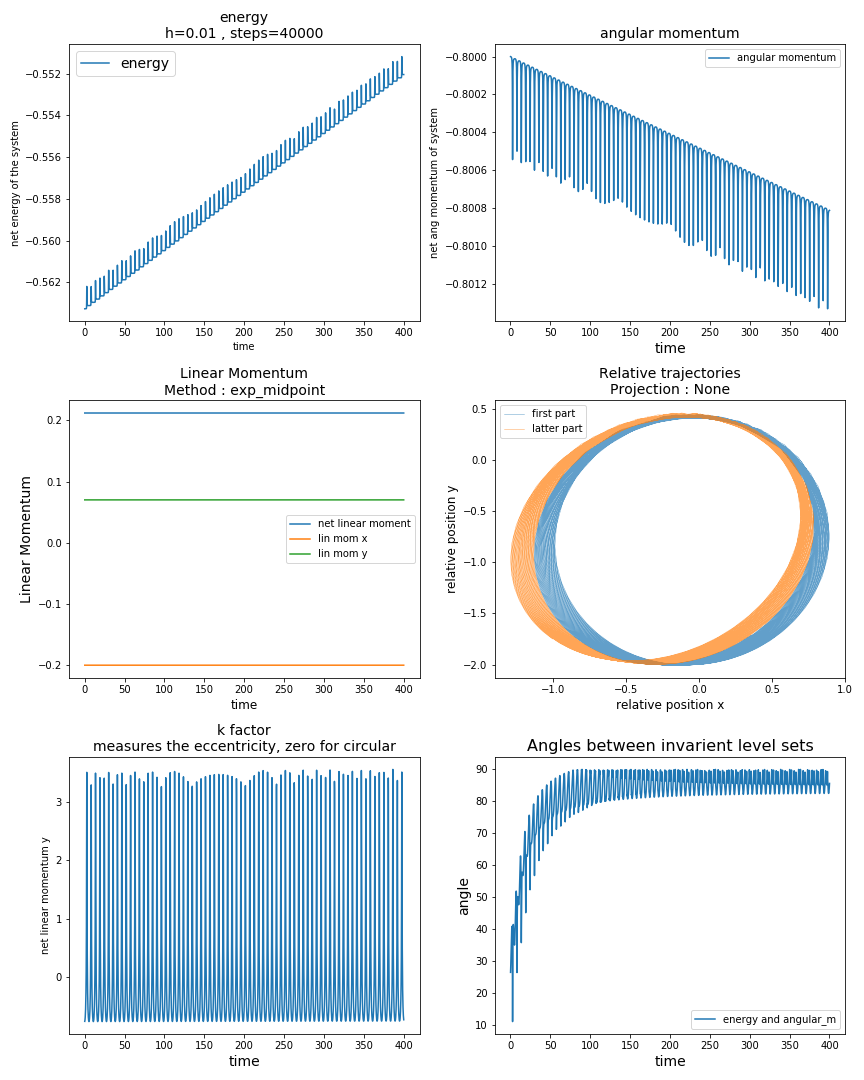 energy
h=0.01 , steps=40000
energy
net energy of the system
−0.552
−0.554
−0.556
−0.558
−0.560
−0.562
0 50 100 150 200 250 300 350 400
time
angular momentum
angular momentum
net ang momentum of system
−0.8000
−0.8002
−0.8004
−0.8006
−0.8008
−0.8010
−0.8012
0 50 100 150 200 250 300 350 400
time
Linear Momentum
Method : exp_midpoint
Linear Momentum
0.2
0.1
0.0
−0.1
−0.2
net linear moment
lin mom x
lin mom y
0 50 100 150 200 250 300 350 400
time
Relative trajectories
Projection : None
first part
latter part
relative position y
0.5
0.0
−0.5
−1.0
−1.5
−2.0
−1.0 −0.5 0.0 0.5 1.0
relative position x
k factor
measures the eccentricity, zero for circular
net linear momentum y
3
2
1
0
0 50 100 150 200 250 300 350 400
time
Angles between invarient level sets
angle
90
80
70
60
50
40
30
20
10
energy and angular_m
0 50 100 150 200 250 300 350 400
time